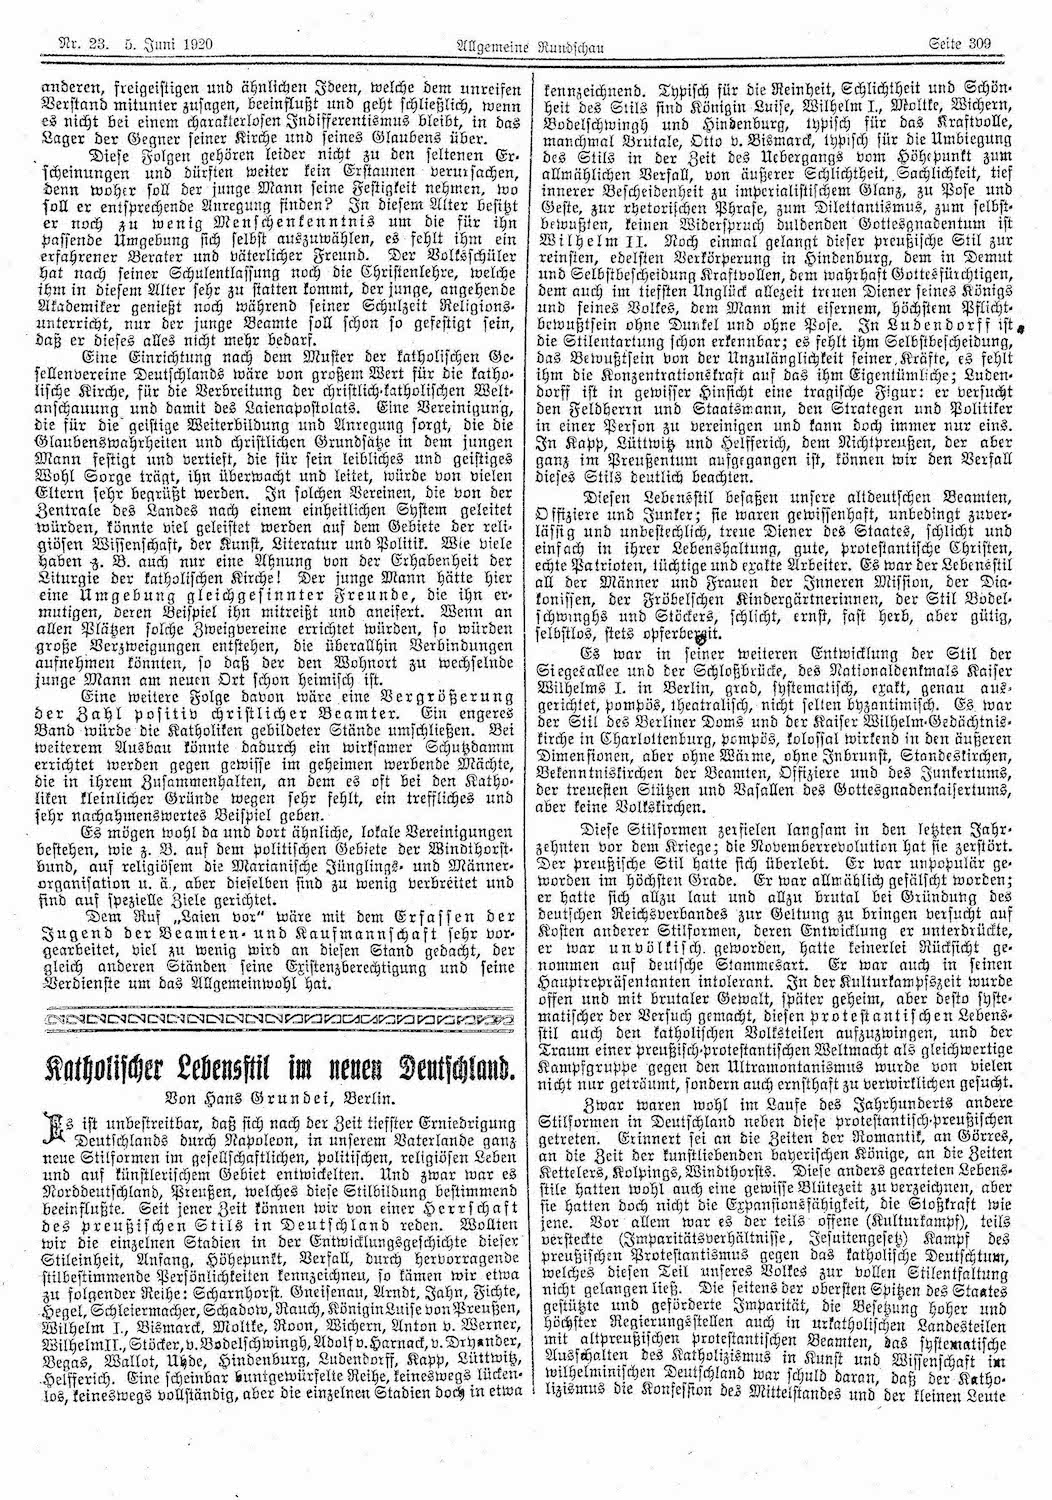 Nr. 23. 5. Juni 1920
Allgemeine Rundschau
Seite 309
anderen, freigeistigen und ähnlichen Ideen, welche dem unreifen
Verstand mitunter zusagen, beeinflußt und geht schließlich, wenn
es nicht bei einem charakterlosen Indifferentismus bleibt, in das
Lager der Gegner seiner Kirche und seines Glaubens über.
Diese Folgen gehören leider nicht zu den seltenen Er-
scheinungen und dürften weiter kein Erstaunen verursachen,
denn woher soll der junge Mann seine Festigkeit nehmen, wo
soll er entsprechende Anregung finden? In diesem Alter besitzt
er noch zu wenig Menschenkenntnis um die für ihn
passende Umgebung sich selbst auszuwählen, es fehlt ihm ein
erfahrener Berater und väterlicher Freund. Der Volksschüler
hat nach seiner Schulentlassung noch die Christenlehre, welche
ihm in diesem Alter sehr zu statten kommt, der junge, angehende
Akademiker genießt noch während seiner Schulzeit Religions-
unterricht, nur der junge Beamte soll schon so gefestigt sein,
daß er dieses alles nicht mehr bedarf.
Eine Einrichtung nach dem Muster der katholischen Ge-
sellenvereine Deutschlands wäre von großem Wert für die katho-
lische Kirche, für die Verbreitung der christlich-katholischen Welt-
anschauung und damit des Laienapostolats. Eine Vereinigung,
die für die geistige Weiterbildung und Anregung sorgt, die die
Glaubenswahrheiten und christlichen Grundsätze in dem jungen
Mann festigt und vertieft, die für sein leibliches und geistiges
Wohl Sorge trägt, ihn überwacht und leitet, würde von vielen
Eltern sehr begrüßt werden. In solchen Vereinen, die von der
Zentrale des Landes nach einem einheitlichen System geleitet
würden, könnte viel geleistet werden auf dem Gebiete der reli-
giösen Wissenschaft, der Kunst, Literatur und Politik. Wie viele
haben z. B. auch nur eine Ahnung von der Erhabenheit der
Liturgie der katholischen Kirche! Der junge Mann hätte hier
eine Umgebung gleichgesinnter Freunde, die ihn er-
mutigen, deren Beispiel ihn mitreißt und aneifert. Wenn an
allen Plätzen solche Zweigvereine errichtet würden, so würden
große Verzweigungen entstehen, die überallhin Verbindungen
aufnehmen könnten, so daß der den Wohnort zu wechselnde
junge Mann am neuen Ort schon heimisch ist.
Eine weitere Folge davon wäre eine Vergrößerung
der Zahl positiv christlicher Beamter. Ein engeres
Band würde die Katholiken gebildeter Stände umschließen. Bei
weiterem Ausbau könnte dadurch ein wirksamer Schutzdamm
errichtet werden gegen gewisse im geheimen werbende Mächte,
die in ihrem Zusammenhalten, an dem es oft bei den Katho-
liken kleinlicher Gründe wegen sehr fehlt, ein treffliches und
sehr nachahmenswertes Beispiel geben.
Es mögen wohl da und dort ähnliche, lokale Vereinigungen
bestehen, wie z. B. auf dem politischen Gebiete der Windthorst-
bund, auf religiösem die Marianische Jünglings- und Männer-
organisation u. ä., aber dieselben sind zu wenig verbreitet und
sind auf spezielle Ziele gerichtet.
Dem Ruf „Laien vor“ wäre mit dem Erfassen der
Jugend der Beamten- und Kaufmannschaft sehr vor-
gearbeitet, viel zu wenig wird an diesen Stand gedacht, der
gleich anderen Ständen seine Existenzberechtigung und seine
Verdienste um das Allgemeinwohl hat.
Katholischer Lebensstil im neuen Deutschland.
Von Hans Grundei, Berlin.
Es ist unbestreitbar, daß sich nach der Zeit tiefster Erniedrigung
Deutschlands durch Napoleon, in unserem Vaterlande ganz
neue Stilformen im gesellschaftlichen, politischen, religiösen Leben
und auf künstlerischem Gebiet entwickelten. Und zwar war es
Norddeutschland, Preußen, welches diese Stilbildung bestimmend
beeinflußte. Seit jener Zeit können wir von einer Herrschaft
des preußischen Stils in Deutschland reden. Wollten
wir die einzelnen Stadien in der Entwicklungsgeschichte dieser
Stileinheit, Anfang, Höhepunkt, Verfall, durch hervorragende
stilbestimmende Persönlichkeiten kennzeichnen, so kämen wir etwa
zu folgender Reihe: Scharnhorst. Gneisenau, Arndt, Jahn, Fichte,
Hegel, Schleiermacher, Schadow, Rauch, Königin Luise von Preußen,
Wilhelm I., Bismarck, Moltke, Roon, Wichern, Anton v. Werner,
Wilhelm II., Stöcker, v. Bodelschwingh, Adolf v. Harnack, v. Dryander,
Begas, Wallot, Uhde, Hindenburg, Ludendorff, Kapp, Lüttwitz,
Helfferich. Eine scheinbar buntgewürfelte Reihe, keineswegs lücken-
los, keineswegs vollständig, aber die einzelnen Stadien doch in etwa
kennzeichnend. Typisch für die Reinheit, Schlichtheit und Schön-
heit des Stils sind Königin Luise, Wilhelm I., Moltke, Wichern,
Bodelschwingh und Hindenburg, typisch für das Kraftvolle,
manchmal Brutale, Otto v. Bismarck, typisch für die Umbiegung
des Stils in der Zeit des Uebergangs vom Höhepunkt zum
allmählichen Verfall, von äußerer Schlichtheit, Sachlichkeit, tief
innerer Bescheidenheit zu imperialistischem Glanz, zu Pose und
Geste, zur rhetorischen Phrase, zum Dilettantismus, zum selbst-
bewußten, keinen Widerspruch duldenden Gottesgnadentum ist
Wilhelm II. Noch einmal gelangt dieser preußische Stil zur
reinsten, edelsten Verkörperung in Hindenburg, dem in Demut
und Selbstbescheidung Kraftvollen, dem wahrhaft Gottesfürchtigen,
dem auch im tiefsten Unglück allezeit treuen Diener seines Königs
und seines Volkes, dem Mann mit eisernem, höchstem Pflicht-
bewußtsein ohne Dunkel und ohne Pose. In Ludendorff ist
die Stilentartung schon erkennbar; es fehlt ihm Selbstbescheidung,
das Bewußtsein von der Unzulänglichkeit seiner Kräfte, es fehlt
ihm die Konzentrationskraft auf das ihm Eigentümliche; Luden-
dorff ist in gewisser Hinsicht eine tragische Figur: er versucht
den Feldherrn und Staatsmann, den Strategen und Politiker
in einer Person zu vereinigen und kann doch immer nur eins.
In Kapp, Lüttwitz und Helfferich, dem Nichtpreußen, der aber
ganz im Preußentum aufgegangen ist, können wir den Verfall
dieses Stils deutlich beachten.
Diesen Lebensstil besaßen unsere altdeutschen Beamten,
Offiziere und Junker; sie waren gewissenhaft, unbedingt zuver-
lässig und unbestechlich, treue Diener des Staates, schlicht und
einfach in ihrer Lebenshaltung, gute, protestantische Christen,
echte Patrioten, tüchtige und exakte Arbeiter. Es war der Lebensstil
all der Männer und Frauen der Inneren Mission, der Dia-
konissen, der Fröbelschen Kindergärtnerinnen, der Stil Bodel-
schwinghs und Stöckers, schlicht, ernst, fast herb, aber gütig,
selbstlos, stets opferbereit.
Es war in seiner weiteren Entwicklung der Stil der
Siegesallee und der Schloßbrücke, des Nationaldenkmals Kaiser
Wilhelms I. in Berlin, grad, systematisch, exakt, genau aus-
gerichtet, pompös, theatralisch, nicht selten byzantinisch. Es war
der Stil des Berliner Doms und der Kaiser Wilhelm-Gedächtnis-
kirche in Charlottenburg, pompös, kolossal wirkend in den äußeren
Dimensionen, aber ohne Wärme, ohne Inbrunst, Standeskirchen,
Bekenntniskirchen der Beamten, Offiziere und des Junkertums,
der treuesten Stützen und Vasallen des Gottesgnadenkaisertums,
aber keine Volkskirchen.
Diese Stilformen zerfielen langsam in den letzten Jahr-
zehnten vor dem Kriege; die Novemberrevolution hat sie zerstört.
Der preußische Stil hatte sich überlebt. Er war unpopulär ge-
worden im höchsten Grade. Er war allmählich gefälscht worden;
er hatte sich allzu laut und allzu brutal bei Gründung des
deutschen Reichsverbandes zur Geltung zu bringen versucht auf
Kosten anderer Stilformen, deren Entwicklung er unterdrückte,
er war unvölkisch geworden, hatte keinerlei Rücksicht ge-
nommen auf deutsche Stammesart. Er war auch in seinen
Hauptrepräsentanten intolerant. In der Kulturkampfszeit wurde
offen und mit brutaler Gewalt, später geheim, aber desto syste-
matischer der Versuch gemacht, diesen protestantischen Lebens-
stil auch den katholischen Volksteilen aufzuzwingen, und der
Traum einer preußisch-protestantischen Weltmacht als gleichwertige
Kampfgruppe gegen den Ultramontanismus wurde von vielen
nicht nur geträumt, sondern auch ernsthaft zu verwirklichen gesucht.
Zwar waren wohl im Laufe des Jahrhunderts andere
Stilformen in Deutschland neben diese protestantisch-preußischen
getreten. Erinnert sei an die Zeiten der Romantik, an Görres,
an die Zeit der kunstliebenden bayerischen Könige, an die Zeiten
Kettelers, Kolpings, Windthorsts. Diese anders gearteten Lebens-
stile hatten wohl auch eine gewisse Blütezeit zu verzeichnen, aber
sie hatten doch nicht die Expansionsfähigkeit, die Stoßkraft wie
jene. Vor allem war es der teils offene (Kulturkampf), teils
versteckte (Imparitätsverhältnisse, Jesuitengesetz) Kampf des
preußischen Protestantismus gegen das katholische Deutschtum,
welches diesen Teil unseres Volkes zur vollen Stilentfaltung
nicht gelangen ließ. Die seitens der obersten Spitzen des Staates
gestützte und geförderte Imparität, die Besetzung hoher und
höchster Regierungsstellen auch in urkatholischen Landesteilen
mit altpreußischen protestantischen Beamten, das systematische
Ausschalten des Katholizismus in Kunst und Wissenschaft im
wilhelminischen Deutschland war schuld daran, daß der Katho-
lizismus die Konfession des Mittelstandes und der kleinen Leute